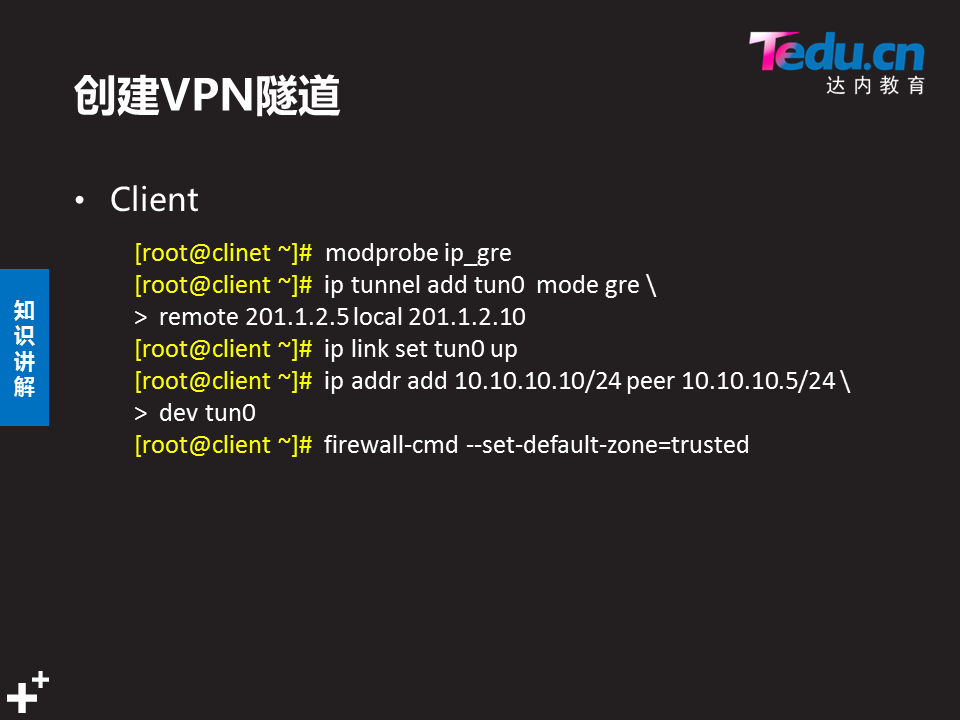 Tedu.cn
达内教育
创建VPN隧道
• Client
[root@clinet ~]# modprobe ip_gre
[root@client ~]# ip tunnel add tun0 mode gre \
> remote 201.1.2.5 local 201.1.2.10
[root@client ~]# ip link set tun0 up
[root@client ~]# ip addr add 10.10.10.10/24 peer 10.10.10.5/24 \
> dev tun0
[root@client ~]# firewall-cmd --set-default-zone=trusted
知识讲解